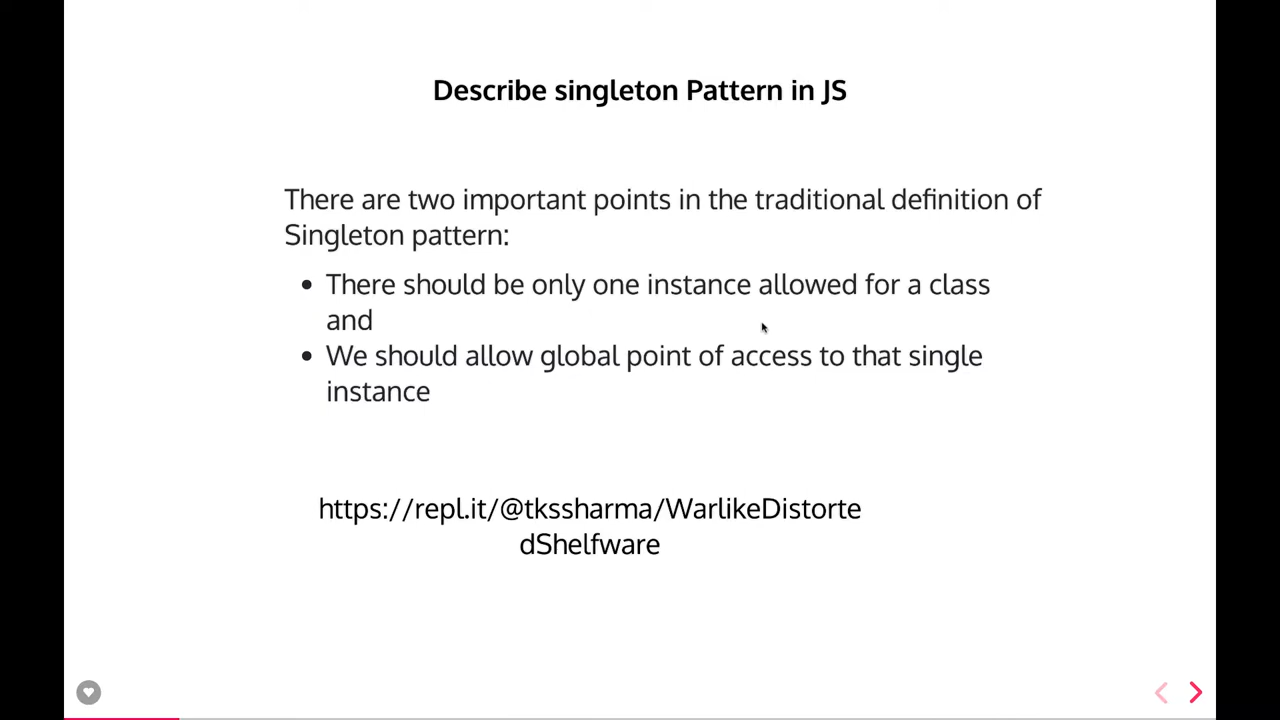 Describe singleton Pattern in JS
There are two important points in the traditional definition of
Singleton pattern:
• There should be only one instance allowed for a class
and
• We should allow global point of access to that single
instance
https://repl.it/@tkssharma/WarlikeDistorte
dShelfware